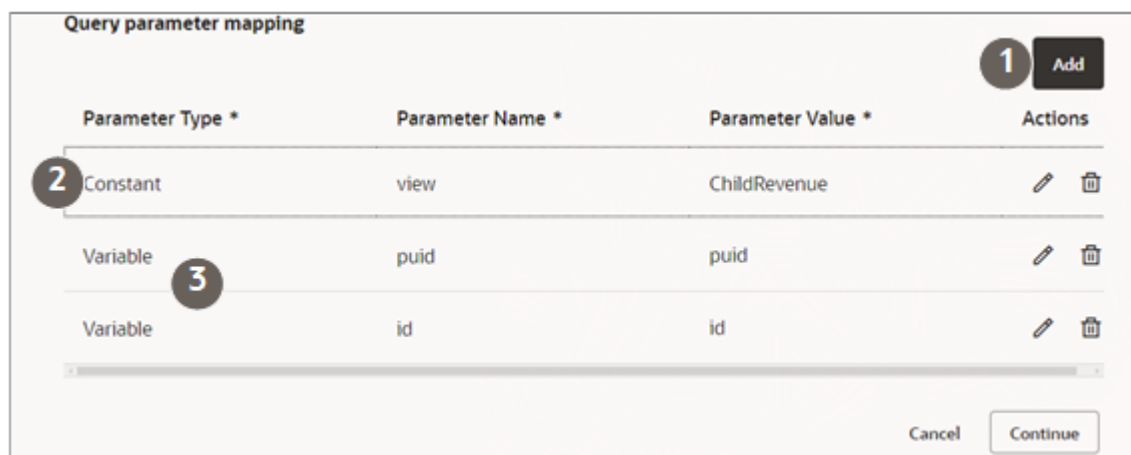 Query parameter mapping
1 Add
Parameter Type * Parameter Name * Parameter Value * Actions
2 Constant view ChildRevenue
Variable puid puid
3
Variable id id
Cancel Continue